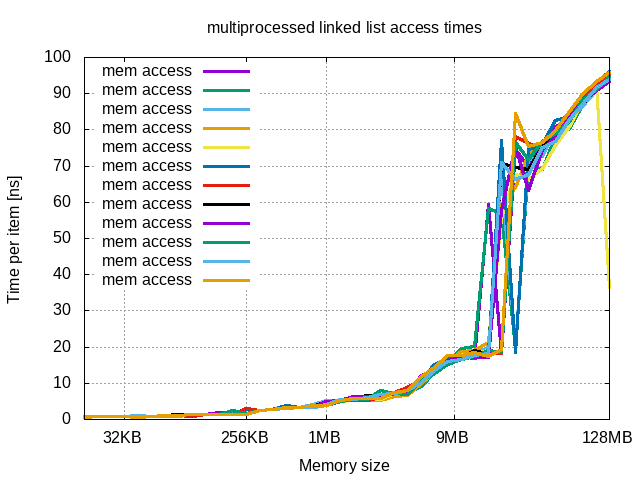 multiprocessed linked list access times
100
90
80
70
60
50
40
30
20
10
0
Time per item [ns]
mem access
mem access
mem access
mem access
mem access
mem access
mem access
mem access
mem access
mem access
mem access
mem access
32KB 256KB 1MB 9MB 128MB
Memory size